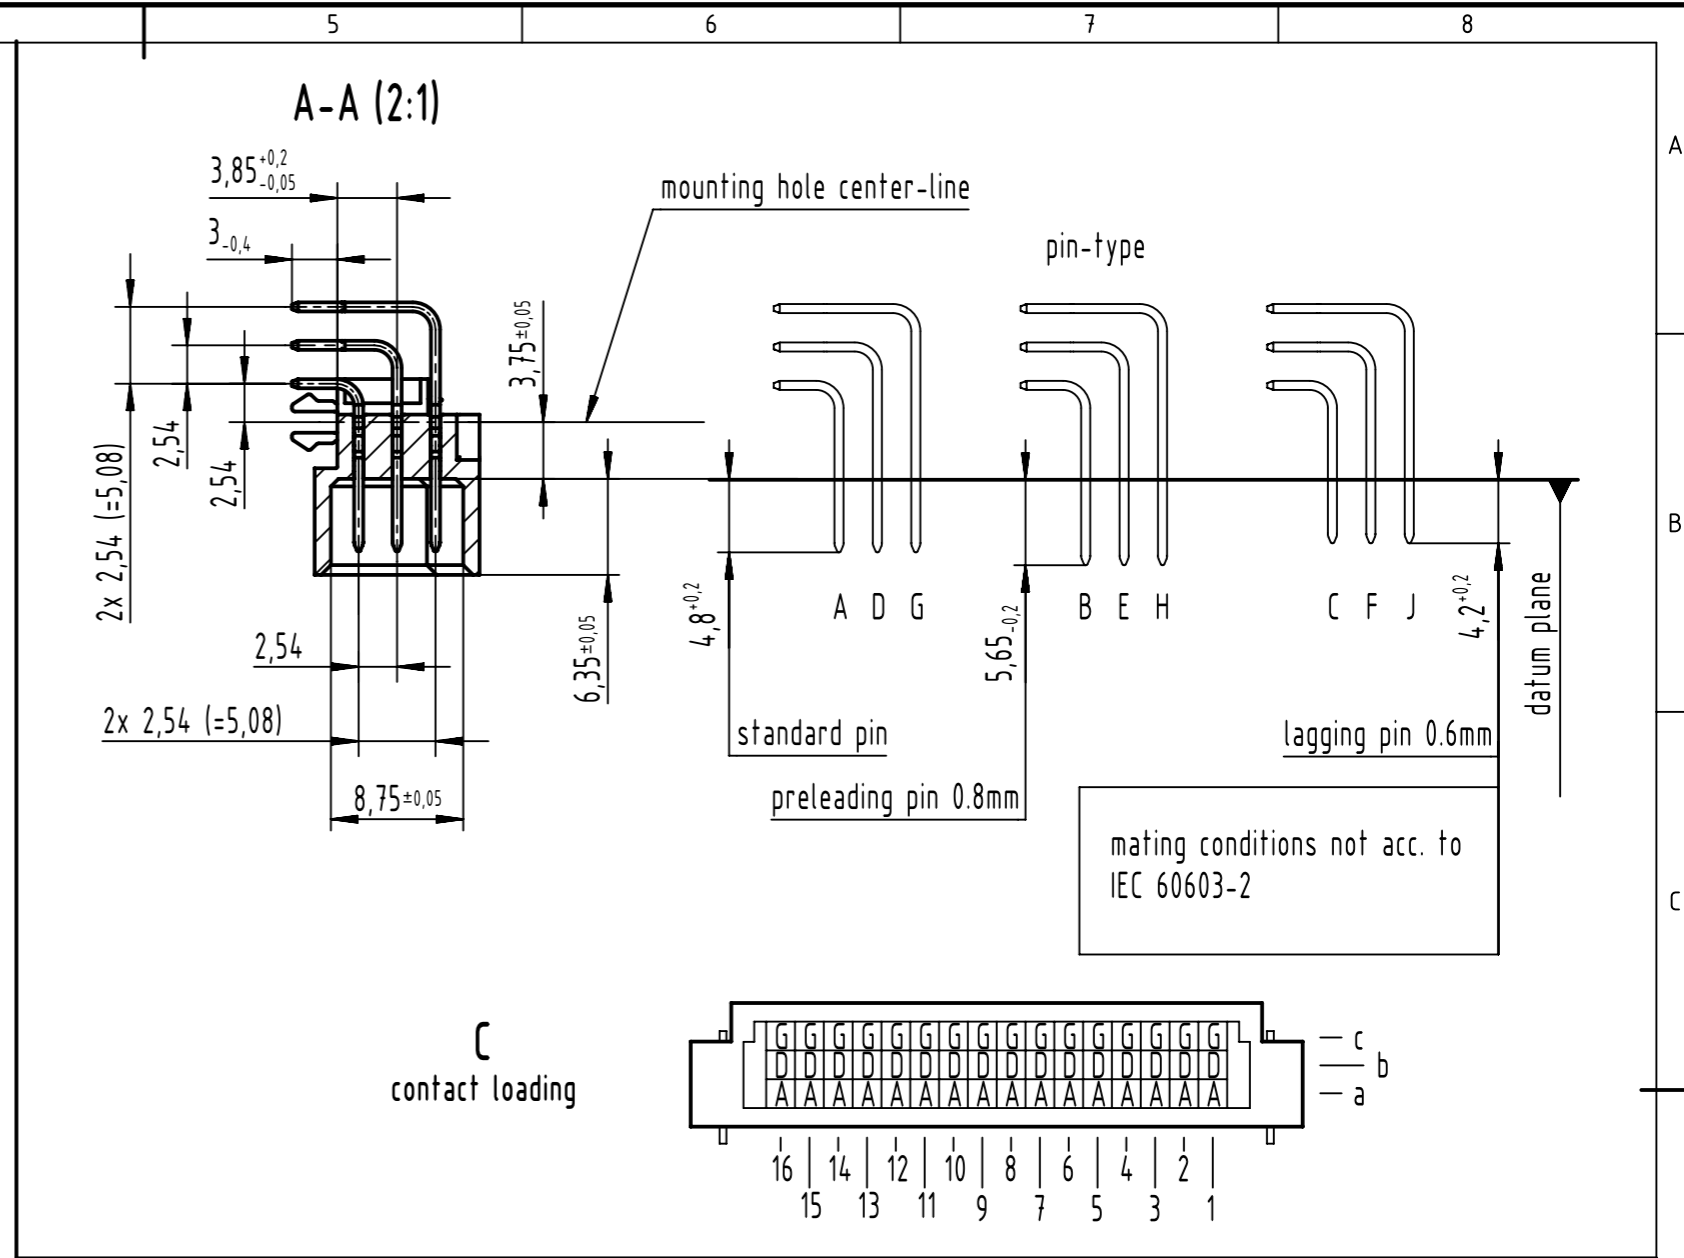 5 6 7 8
A-A (2:1)
A
3,85 +0,2 -0,05
mounting hole center-line
3 -0,4
pin-type
3,75±0,05
2,54
2,54
2x 2,54 (=5,08)
B
4,8 +0,2
A D G
5,65 -0,2
B E H
C F J
4,2 +0,2
datum plane
2,54
6,35±0,05
2x 2,54 (=5,08)
standard pin
lagging pin 0.6mm
8,75±0,05
preleading pin 0.8mm
mating conditions not acc. to
IEC 60603-2
C
C
contact loading
G G G G G G G G G G G G G G G G
c
D D D D D D D D D D D D D D D D
b
A A A A A A A A A A A A A A A A
a
16 14 12 10 8 6 4 2
15 13 11 9 7 5 3 1